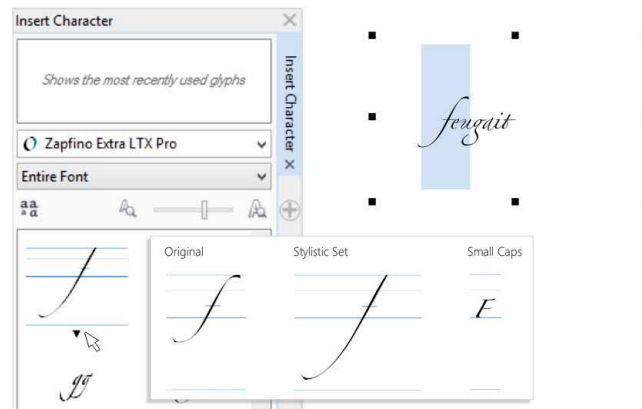 Insert Character
Shows the most recently used glyphs
Insert Character
Zapfino Extra LTX Pro
Entire Font
feugait
Original
Stylistic Set
Small Caps
f
f
f
F
gg